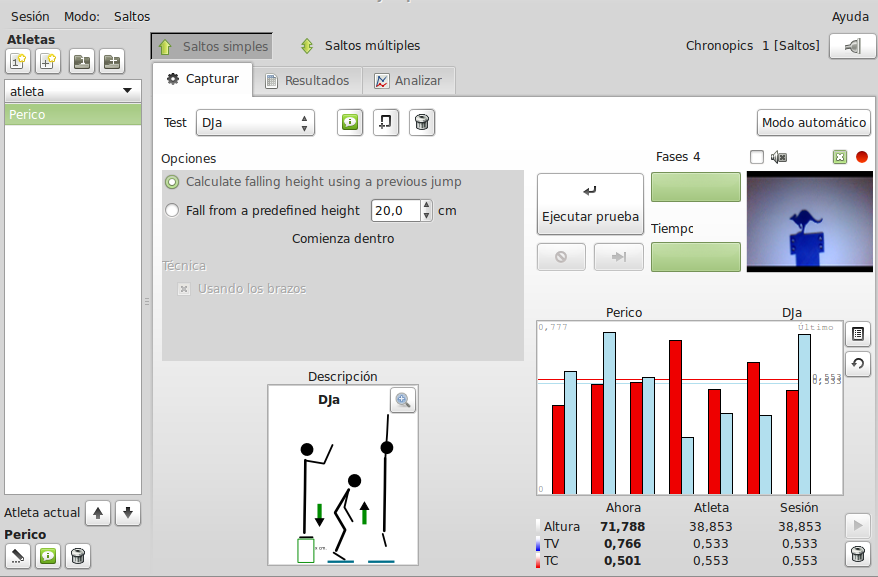 Sesión Modo: Saltos Ayuda
Atletas
Saltos simples Saltos múltiples Chronopics 1 [Saltos]
Capturar Resultados Analizar
atleta
Perico
Test DJa Modo automático
Opciones
Fases 4
Calculate falling height using a previous jump
Fall from a predefined height 20,0 cm
Ejecutar prueba
Tiempo
Comienza dentro
Técnica
Usando los brazos
Perico DJa
0,777 Último
0,553
0,533
0
Descripción
DJa
Atleta actual
Perico
Ahora Atleta Sesión
Altura 71,788 38,853 38,853
TV 0,766 0,533 0,533
TC 0,501 0,553 0,553